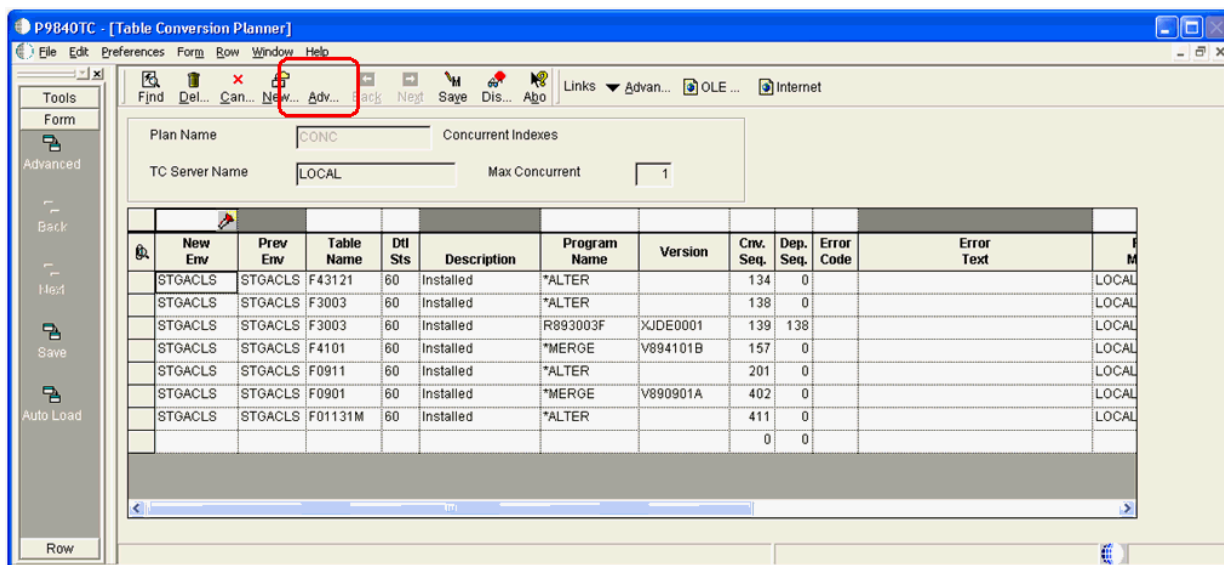 P9840TC - [Table Conversion Planner]
File Edit Preferences Form Row Window Help
Tools
Form
Advanced
Back
Next
Save
Auto Load
Row
Find Del... Can... New... Adv... Back Next Save Dis... Abo Links Advan... OLE ... Internet
Plan Name CONC Concurrent Indexes
TC Server Name LOCAL Max Concurrent 1
New Env Prev Env Table Name Dtl Sts Description Program Name Version Cnv. Seq. Dep. Seq. Error Code Error Text
STGACLS STGACLS F43121 60 Installed *ALTER 134 0 LOCAL
STGACLS STGACLS F3003 60 Installed *ALTER 138 0 LOCAL
STGACLS STGACLS F3003 60 Installed R893003F XJDE0001 139 138 LOCAL
STGACLS STGACLS F4101 60 Installed *MERGE V894101B 157 0 LOCAL
STGACLS STGACLS F0911 60 Installed *ALTER 201 0 LOCAL
STGACLS STGACLS F0901 60 Installed *MERGE V890901A 402 0 LOCAL
STGACLS STGACLS F01131M 60 Installed *ALTER 411 0 LOCAL
0 0